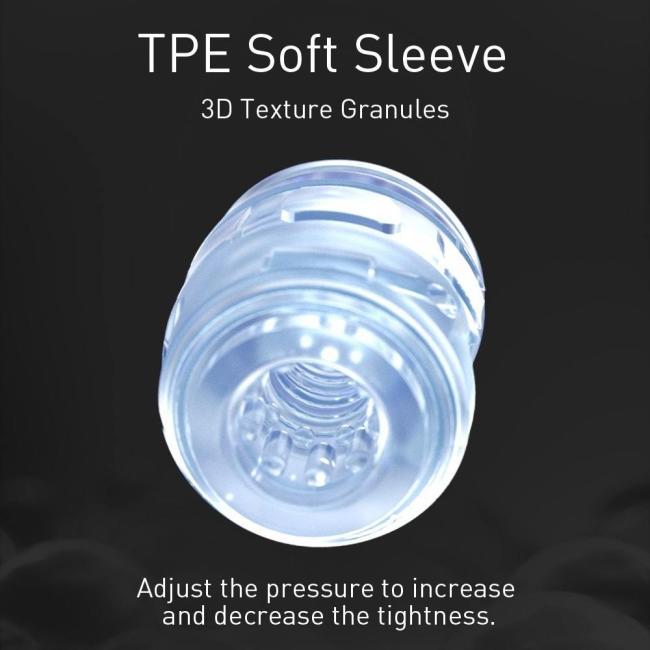 TPE Soft Sleeve
3D Texture Granules
Adjust the pressure to increase
and decrease the tightness.